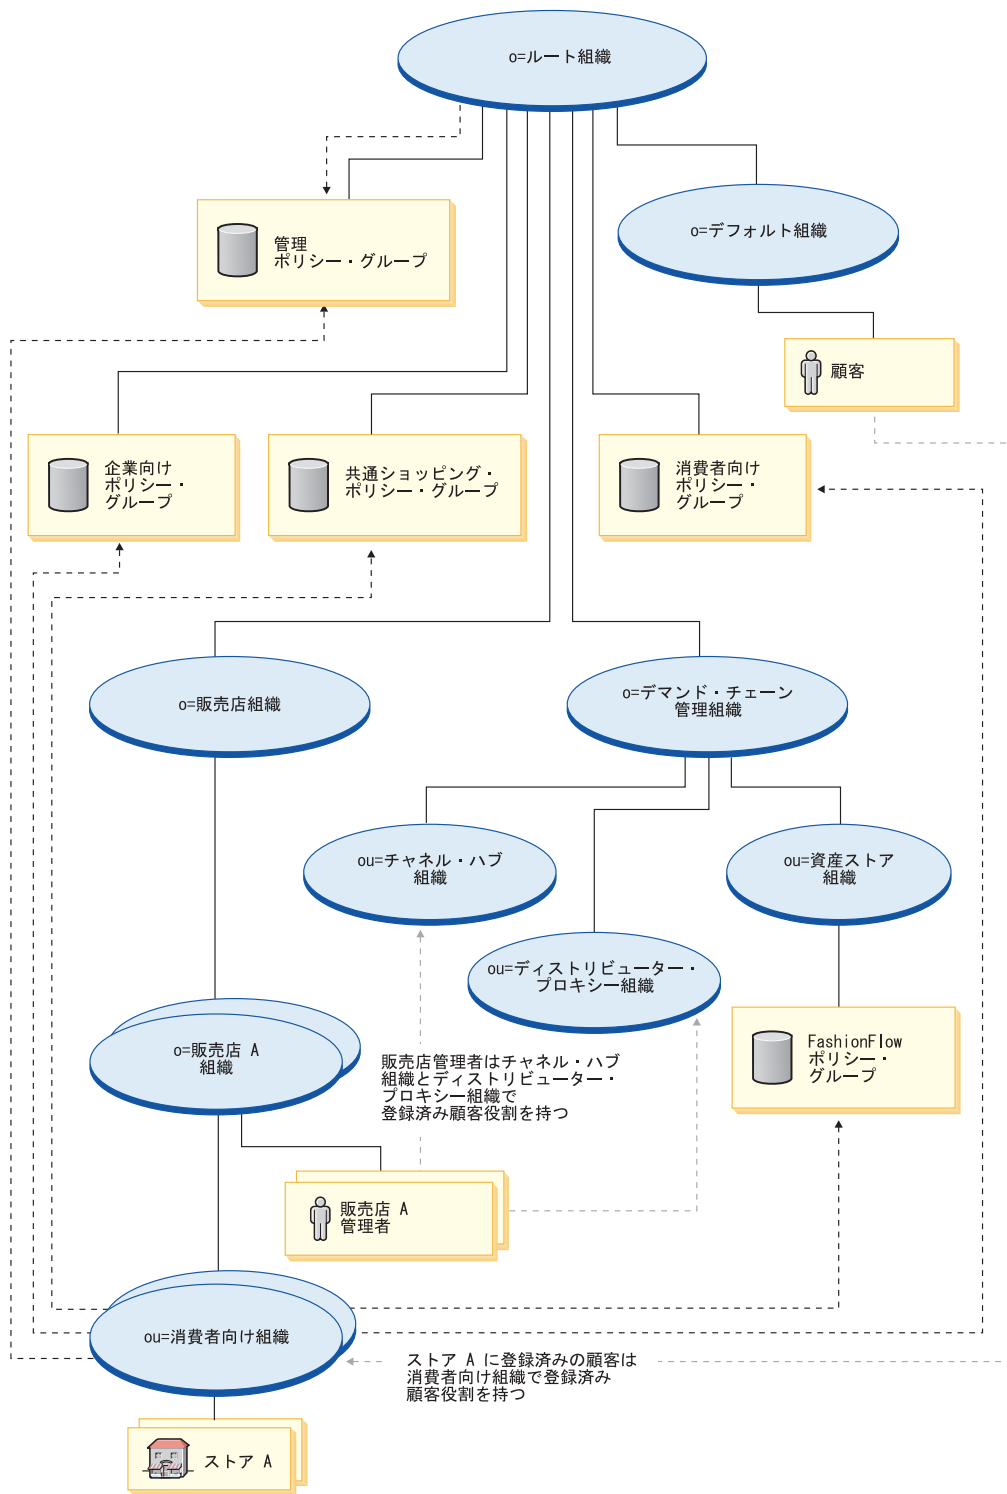 o=ルート組織
o=デフォルト組織
管理
ポリシー・グループ
顧客
企業向け
ポリシー・
グループ
共通ショッピング・
ポリシー・グループ
消費者向け
ポリシー・
グループ
o=販売店組織
o=デマンド・チェーン
管理組織
ou=チャネル・ハブ
組織
ou=資産ストア
組織
ou=ディストリビューター・
プロキシー組織
FashionFlow
ポリシー・
グループ
o=販売店 A
組織
販売店管理者はチャネル・ハブ
組織とディストリビューター・
プロキシー組織で
登録済み顧客役割を持つ
販売店 A
管理者
ou=消費者向け組織
ストア A に登録済みの顧客は
消費者向け組織で登録済み
顧客役割を持つ
ストア A